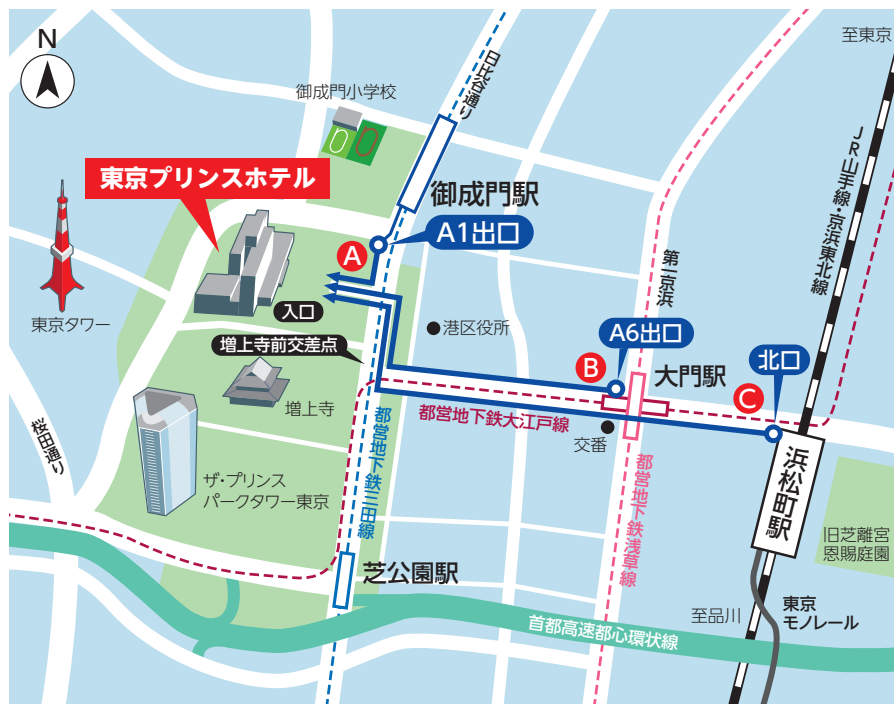 N
至東京
日比谷通り
御成門小学校
東京プリンスホテル
御成門駅
A
A1出口
JR山手線・京浜東北線
第一京浜
東京タワー
入口
港区役所
増上寺前交差点
A6出口
B
大門駅
北口
C
増上寺
都営地下鉄大江戸線
交番
桜田通り
ザ・プリンス
パークタワー東京
都営地下鉄三田線
都営地下鉄浅草線
浜松町駅
旧芝離宮
恩賜庭園
芝公園駅
至品川
東京
モノレール
首都高速都心環状線